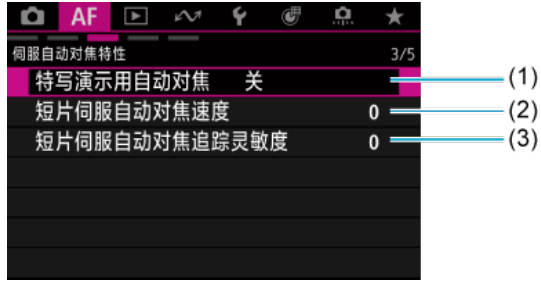 AF
伺服自动对焦特性 3/5
特写演示用自动对焦 关 (1)
短片伺服自动对焦速度 0 (2)
短片伺服自动对焦追踪灵敏度 0 (3)